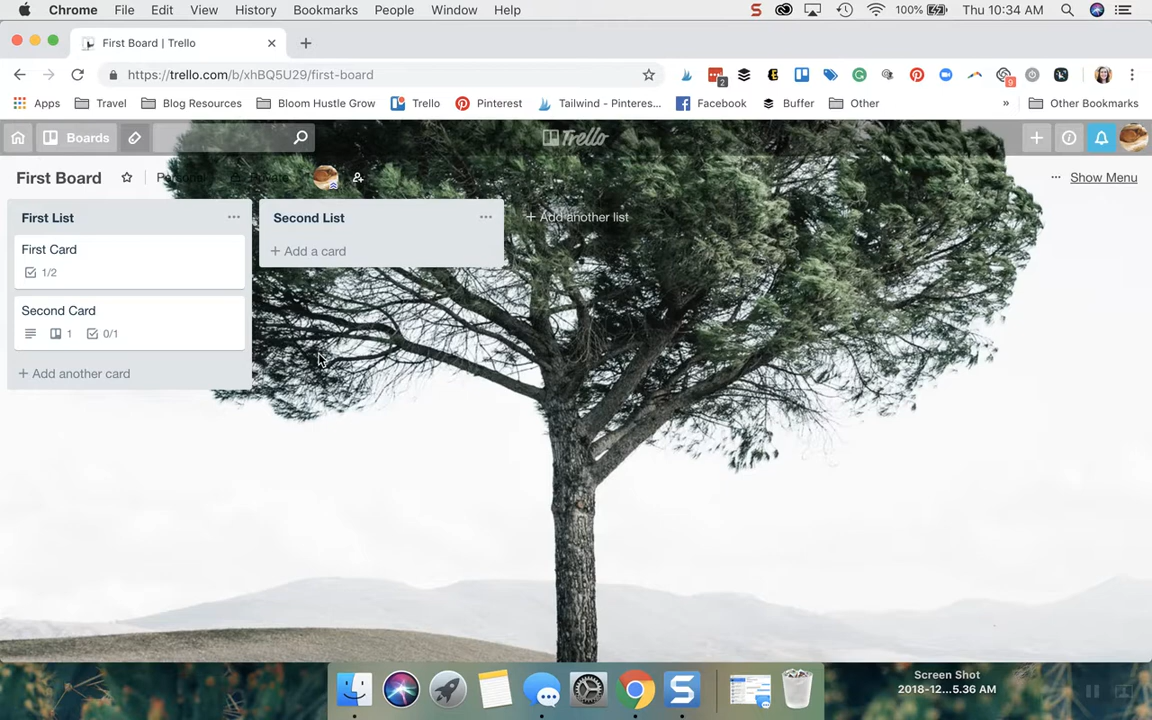 Chrome File Edit View History Bookmarks People Window Help S 100% Thu 10:34 AM
First Board | Trello
https://trello.com/b/xhBQ5U29/first-board 2 9
Apps Travel Blog Resources Bloom Hustle Grow Trello Pinterest Tailwind - Pinteres... Facebook Buffer Other » Other Bookmarks
Boards Trello
First Board Private ... Show Menu
First List ... Second List ... + Add another list
First Card + Add a card
1/2
Second Card
1 0/1
+ Add another card
Screen Shot
2018-12...5.36 AM